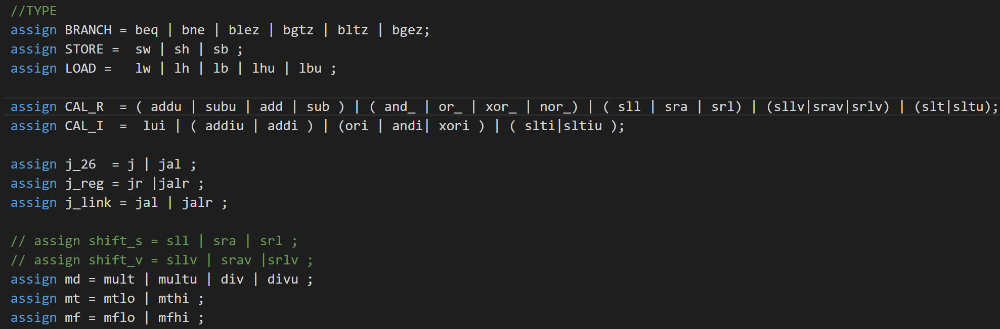 //TYPE
assign BRANCH = beq | bne | blez | bgtz | bltz | bgez;
assign STORE =  sw | sh | sb ;
assign LOAD =   lw | lh | lb | lhu | lbu ;
assign CAL_R  = ( addu | subu | add | sub ) | ( and_ | or_ | xor_ | nor_) | ( sll | sra | srl) | (sllv|srav|srlv) | (slt|sltu);
assign CAL_I  =  lui | ( addiu | addi ) | (ori | andi| xori ) | ( slti|sltiu );
assign j_26  = j | jal ;
assign j_reg = jr |jalr ;
assign j_link = jal | jalr ;
// assign shift_s = sll | sra | srl ;
// assign shift_v = sllv | srav |srlv ;
assign md = mult | multu | div | divu ;
assign mt = mtlo | mthi ;
assign mf = mflo | mfhi ;